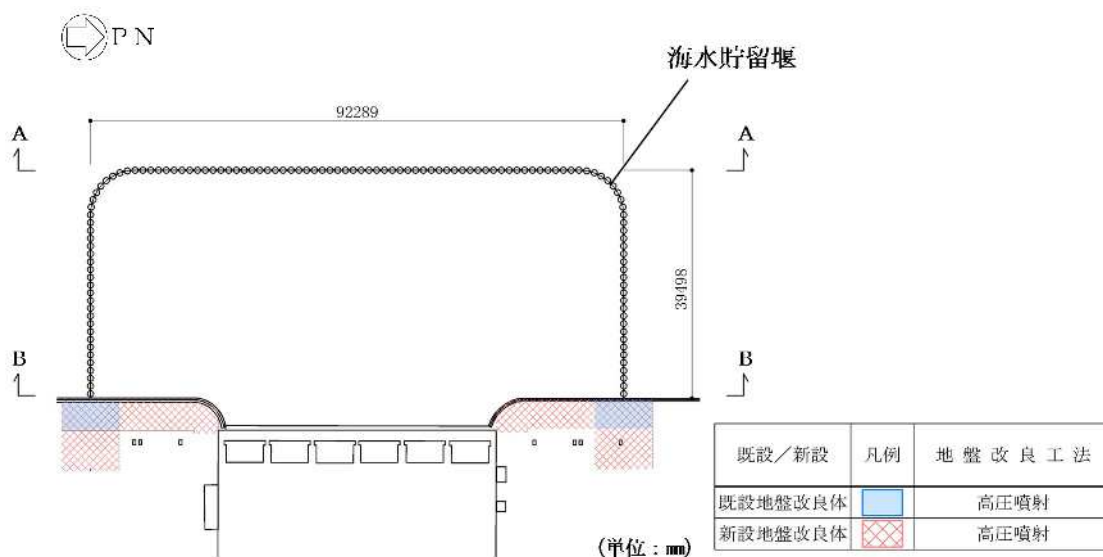 PN
海水貯留堰
92289
A A
39498
B B
既設／新設 凡例 地盤改良工法
既設地盤改良体 高圧噴射
新設地盤改良体 高圧噴射
(単位：㎜)